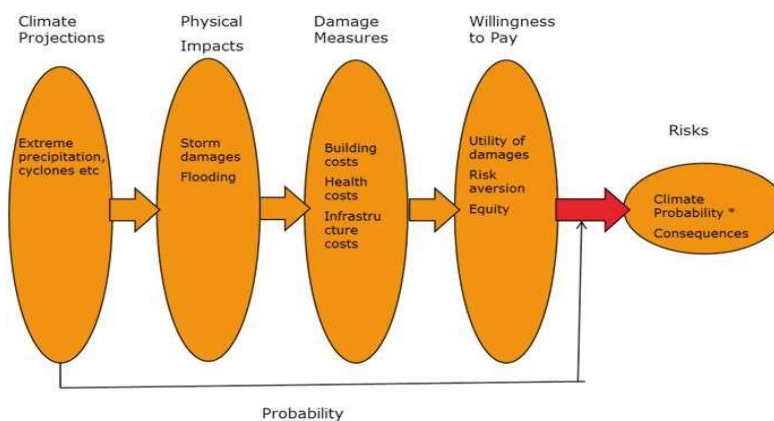 Climate
Projections
Physical
Impacts
Damage
Measures
Willingness
to Pay
Risks
Extreme
precipitation,
cyclones etc
Storm
damages
Flooding
Building
costs
Health
costs
Infrastru
cture
costs
Utility of
damages
Risk
aversion
Equity
Climate
Probability *
Consequences
Probability